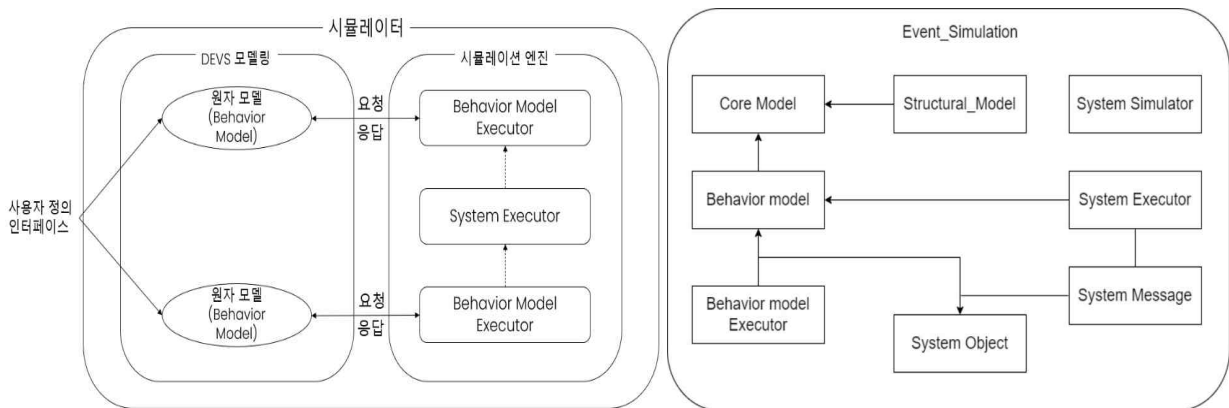 시뮬레이터
DEVS 모델링
시뮬레이션 엔진
원자 모델
(Behavior
Model)
요청
응답
Behavior Model
Executor
사용자 정의
인터페이스
System Executor
원자 모델
(Behavior
Model)
요청
응답
Behavior Model
Executor
Event_Simulation
Core Model
Structural_Model
System Simulator
Behavior model
System Executor
Behavior model
Executor
System Object
System Message